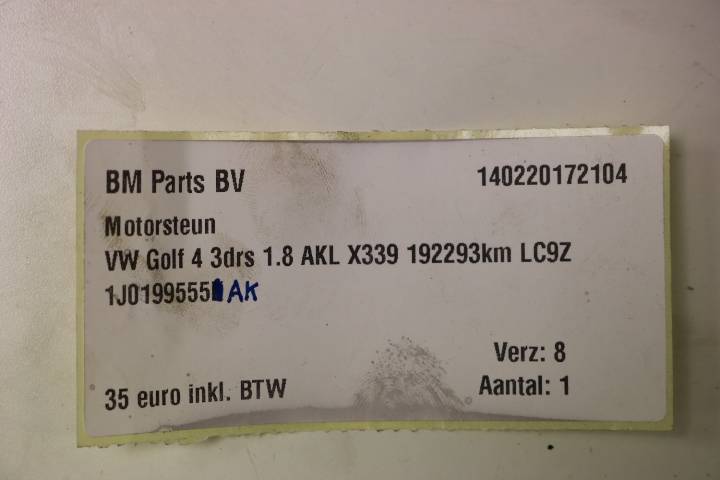 BM Parts BV
140220172104
Motorsteun
VW Golf 4 3drs 1.8 AKL X339 192293km LC9Z
1J0199555 AK
Verz: 8
35 euro inkl. BTW
Aantal: 1